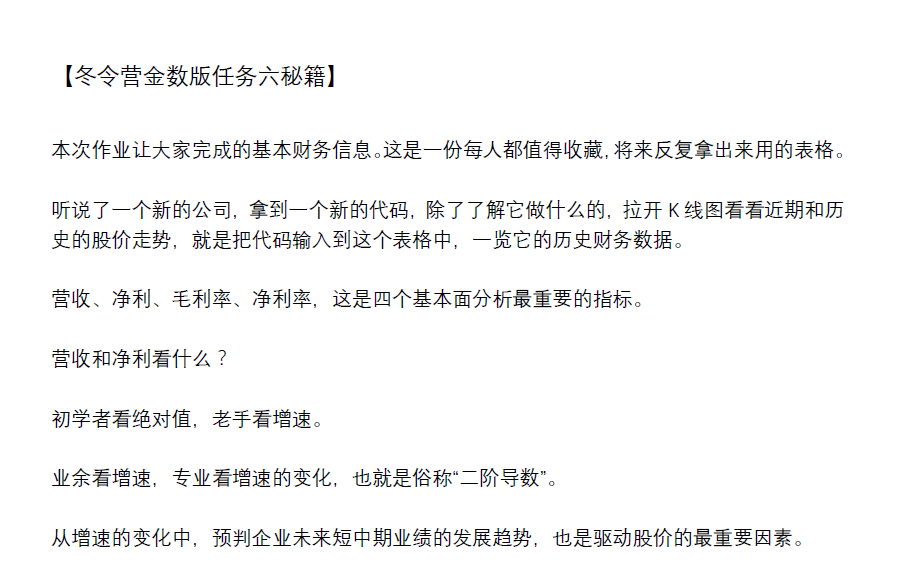 【冬令营金数版任务六秘籍】
本次作业让大家完成的基本财务信息。这是一份每人都值得收藏，将来反复拿出来用的表格。
听说了一个新的公司，拿到一个新的代码，除了了解它做什么的，拉开 K 线图看看近期和历
史的股价走势，就是把代码输入到这个表格中，一览它的历史财务数据。
营收、净利、毛利率、净利率，这是四个基本面分析最重要的指标。
营收和净利看什么？
初学者看绝对值，老手看增速。
业余看增速，专业看增速的变化，也就是俗称“二阶导数”。
从增速的变化中，预判企业未来短中期业绩的发展趋势，也是驱动股价的最重要因素。